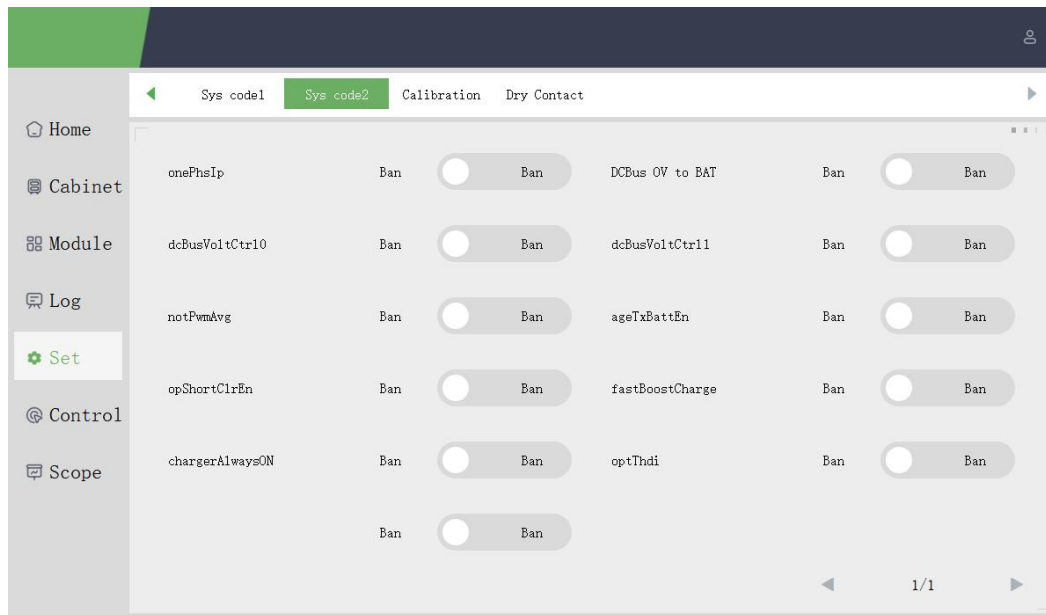 Sys code1 Sys code2 Calibration Dry Contact
Home
Cabinet
Module
Log
Set
Control
Scope
onePhsIp Ban Ban DCBus OV to BAT Ban Ban
dcBusVoltCtrl0 Ban Ban dcBusVoltCtrl1 Ban Ban
notPwmAvg Ban Ban ageTxBattEn Ban Ban
opShortClrEn Ban Ban fastBoostCharge Ban Ban
chargerAlwaysON Ban Ban optThdi Ban Ban
Ban Ban
1/1